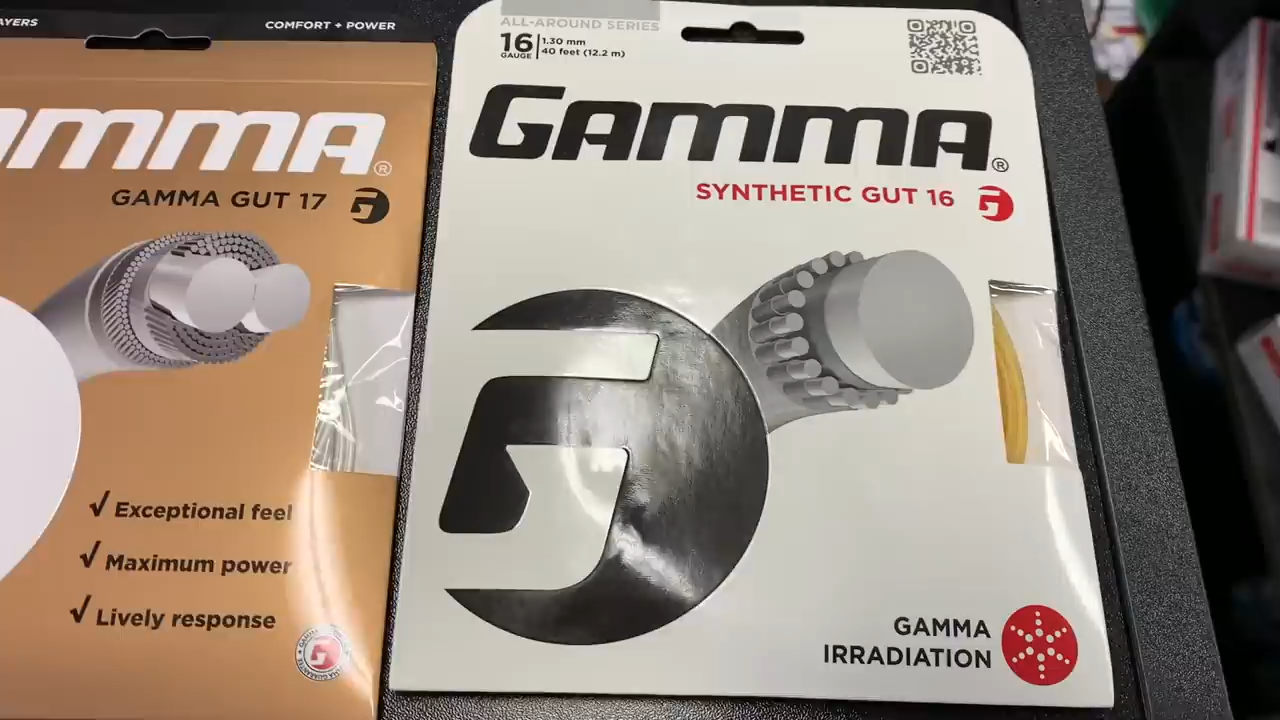 AYERS
COMFORT + POWER
AMMA®
GAMMA GUT 17
√ Exceptional feel
√ Maximum power
√ Lively response
ALL-AROUND SERIES
16
GAUGE
1.30 mm
40 feet (12.2 m)
GAMMA®
SYNTHETIC GUT 16
GAMMA
IRRADIATION